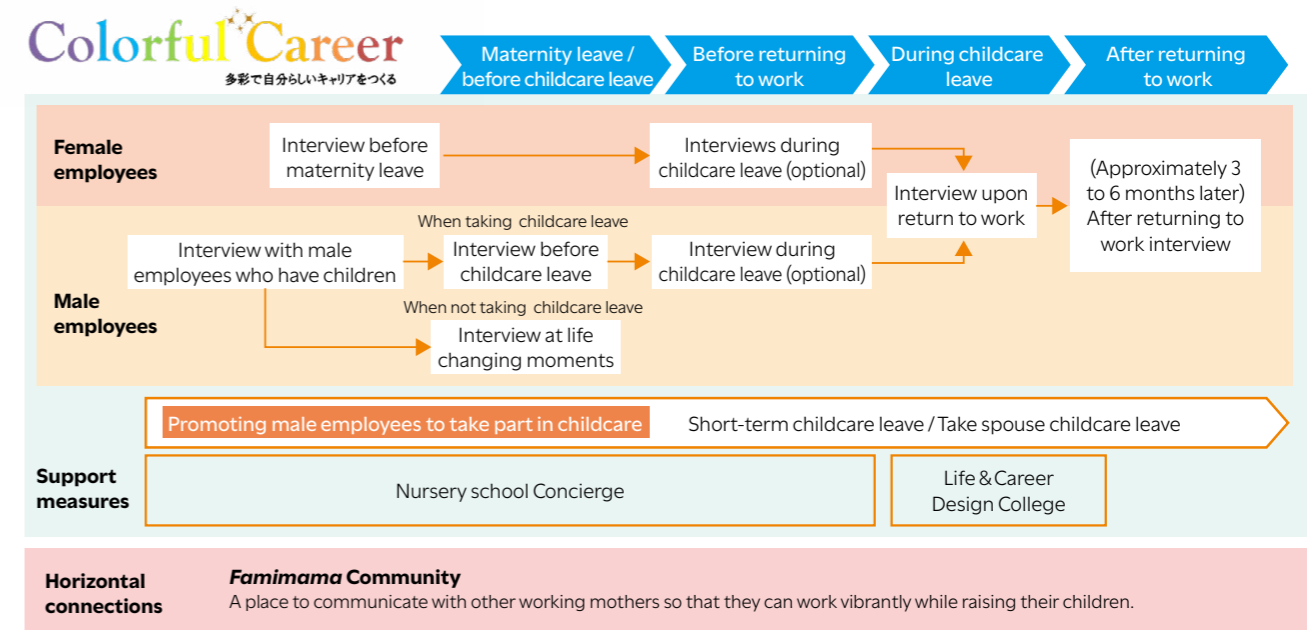 Colorful Career
多彩で自分らしいキャリアをつくる
Maternity leave /
before childcare leave
Before returning
to work
During childcare
leave
After returning
to work
Female
employees
Interview before
maternity leave
Interviews during
childcare leave (optional)
Interview upon
return to work
(Approximately 3
to 6 months later)
After returning to
work interview
Male
employees
Interview with male
employees who have children
When taking childcare leave
Interview before
childcare leave
Interview during
childcare leave (optional)
When not taking childcare leave
Interview at life
changing moments
Support
measures
Promoting male employees to take part in childcare
Short-term childcare leave / Take spouse childcare leave
Nursery school Concierge
Life & Career
Design College
Horizontal
connections
Famimama Community
A place to communicate with other working mothers so that they can work vibrantly while raising their children.